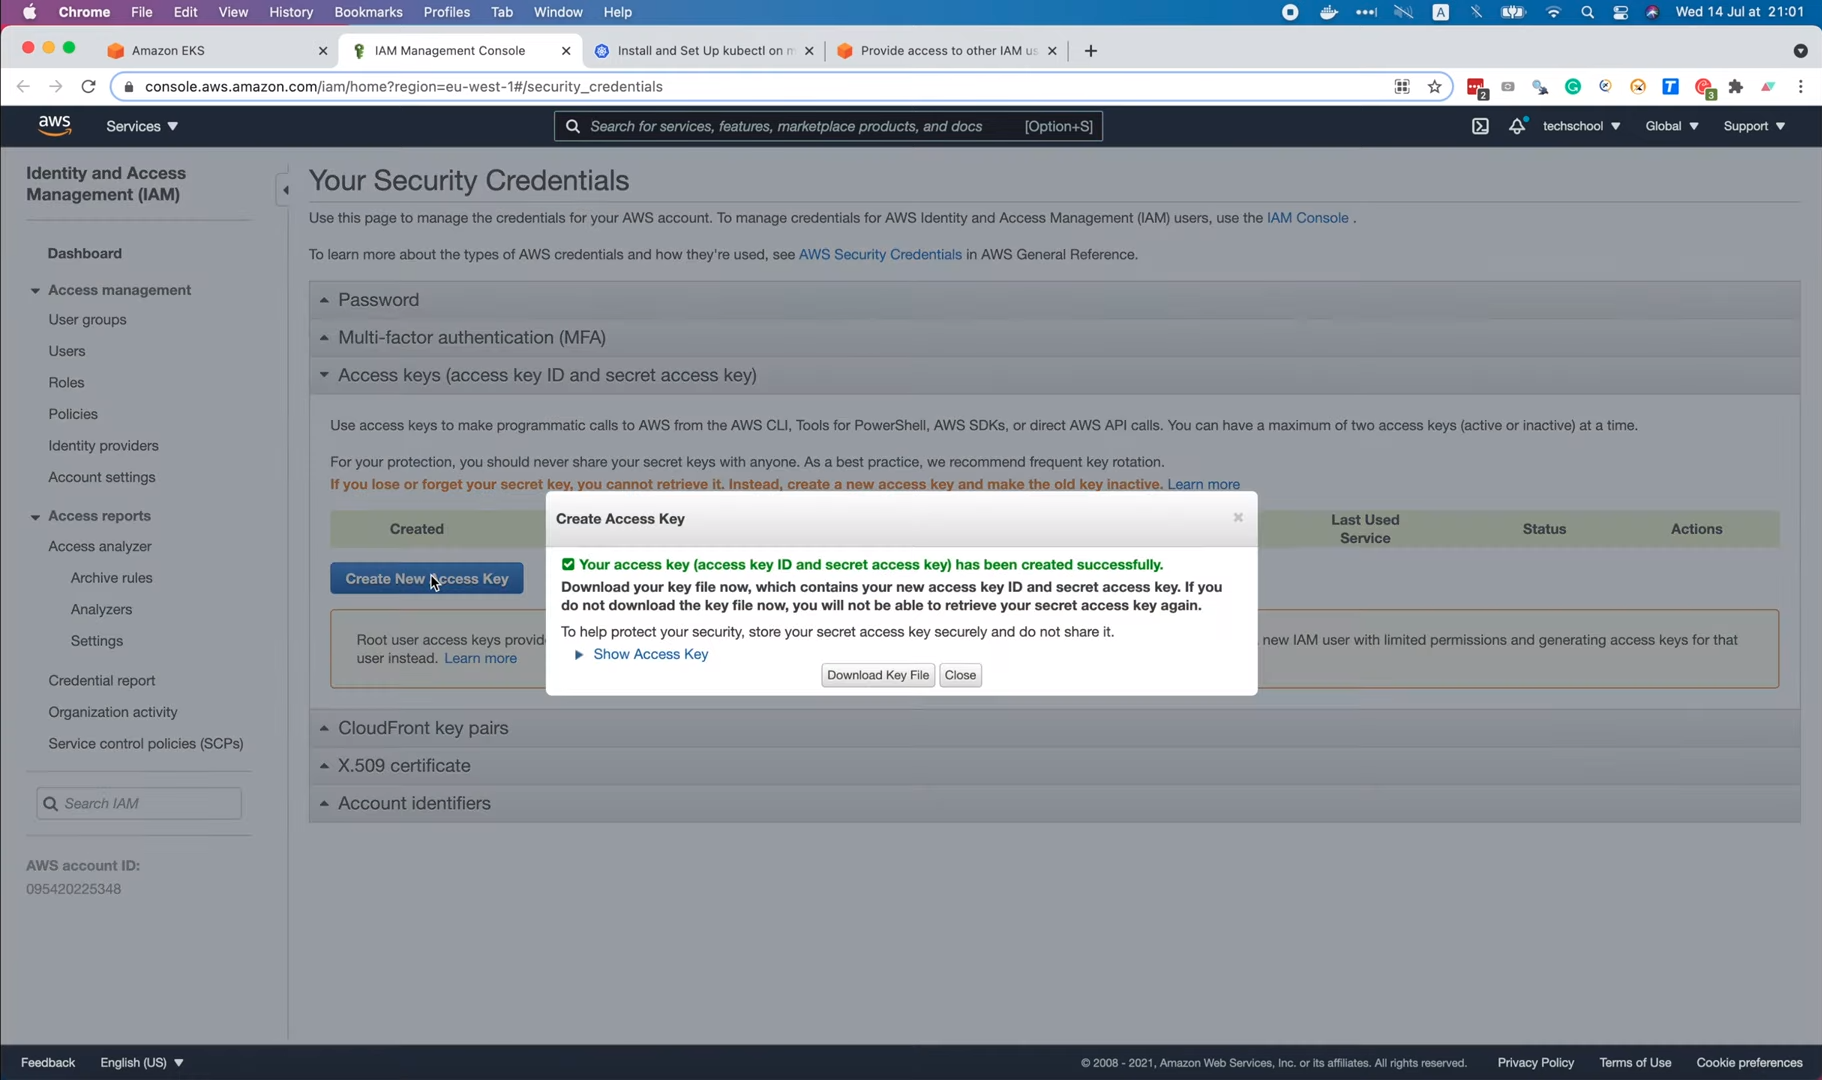 Chrome File Edit View History Bookmarks Profiles Tab Window Help A Wed 14 Jul at 21:01
Amazon EKS
IAM Management Console
Install and Set Up kubectl on m
Provide access to other IAM us
console.aws.amazon.com/iam/home?region=eu-west-1#/security_credentials
2
T
3
aws
Services
Search for services, features, marketplace products, and docs [Option+S]
techschool
Global
Support
Identity and Access
Management (IAM)
Dashboard
Access management
User groups
Users
Roles
Policies
Identity providers
Account settings
Access reports
Access analyzer
Archive rules
Analyzers
Settings
Credential report
Organization activity
Service control policies (SCPs)
Search IAM
AWS account ID:
095420225348
Your Security Credentials
Use this page to manage the credentials for your AWS account. To manage credentials for AWS Identity and Access Management (IAM) users, use the IAM Console .
To learn more about the types of AWS credentials and how they're used, see AWS Security Credentials in AWS General Reference.
Password
Multi-factor authentication (MFA)
Access keys (access key ID and secret access key)
Use access keys to make programmatic calls to AWS from the AWS CLI, Tools for PowerShell, AWS SDKs, or direct AWS API calls. You can have a maximum of two access keys (active or inactive) at a time.
For your protection, you should never share your secret keys with anyone. As a best practice, we recommend frequent key rotation.
If you lose or forget your secret key, you cannot retrieve it. Instead, create a new access key and make the old key inactive. Learn more
Created
Last Used
Service
Status
Actions
Create New Access Key
Root user access keys provid
new IAM user with limited permissions and generating access keys for that
user instead. Learn more
Create Access Key
Your access key (access key ID and secret access key) has been created successfully.
Download your key file now, which contains your new access key ID and secret access key. If you
do not download the key file now, you will not be able to retrieve your secret access key again.
To help protect your security, store your secret access key securely and do not share it.
Show Access Key
Download Key File
Close
CloudFront key pairs
X.509 certificate
Account identifiers
Feedback
English (US)
© 2008 - 2021, Amazon Web Services, Inc. or its affiliates. All rights reserved.
Privacy Policy
Terms of Use
Cookie preferences